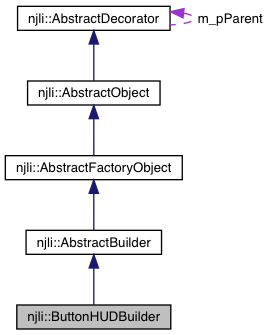 njli::AbstractDecorator
m_pParent
njli::AbstractObject
njli::AbstractFactoryObject
njli::AbstractBuilder
njli::ButtonHUDBuilder